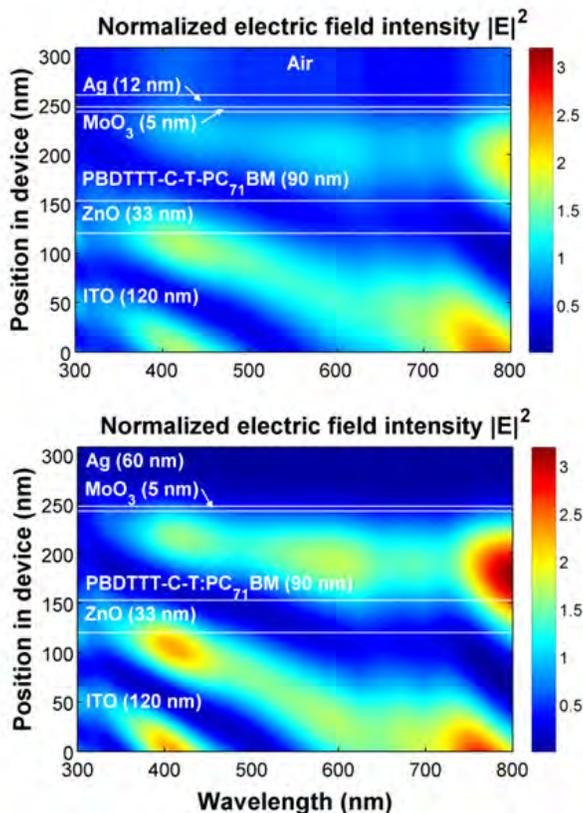 Normalized electric field intensity |E|²
Air
Ag (12 nm)
MoO₃ (5 nm)
PBDTTT-C-T-PC₇₁BM (90 nm)
ZnO (33 nm)
ITO (120 nm)
Position in device (nm)
300
250
200
150
100
50
0
300 400 500 600 700 800
3
2.5
2
1.5
1
0.5
Normalized electric field intensity |E|²
Ag (60 nm)
MoO₃ (5 nm)
PBDTTT-C-T:PC₇₁BM (90 nm)
ZnO (33 nm)
ITO (120 nm)
Position in device (nm)
300
250
200
150
100
50
0
300 400 500 600 700 800
3
2.5
2
1.5
1
0.5
Wavelength (nm)